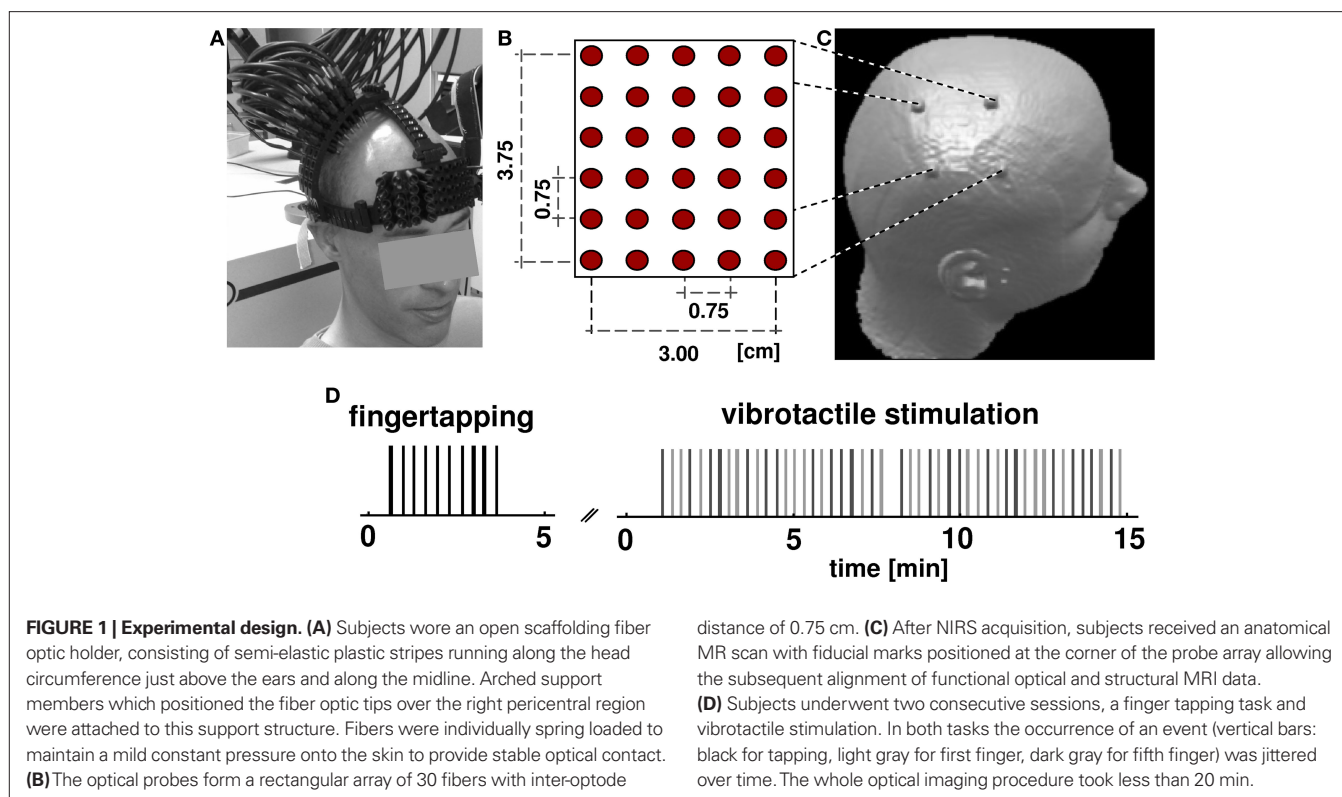 A
B
C
3.75
0.75
0.75
3.00 [cm]
D
fingertapping
vibrotactile stimulation
0 5 // 0 5 10 15
time [min]
FIGURE 1 | Experimental design. (A) Subjects wore an open scaffolding fiber
optic holder, consisting of semi-elastic plastic stripes running along the head
circumference just above the ears and along the midline. Arched support
members which positioned the fiber optic tips over the right pericentral region
were attached to this support structure. Fibers were individually spring loaded to
maintain a mild constant pressure onto the skin to provide stable optical contact.
(B) The optical probes form a rectangular array of 30 fibers with inter-optode
distance of 0.75 cm. (C) After NIRS acquisition, subjects received an anatomical
MR scan with fiducial marks positioned at the corner of the probe array allowing
the subsequent alignment of functional optical and structural MRI data.
(D) Subjects underwent two consecutive sessions, a finger tapping task and
vibrotactile stimulation. In both tasks the occurrence of an event (vertical bars:
black for tapping, light gray for first finger, dark gray for fifth finger) was jittered
over time. The whole optical imaging procedure took less than 20 min.